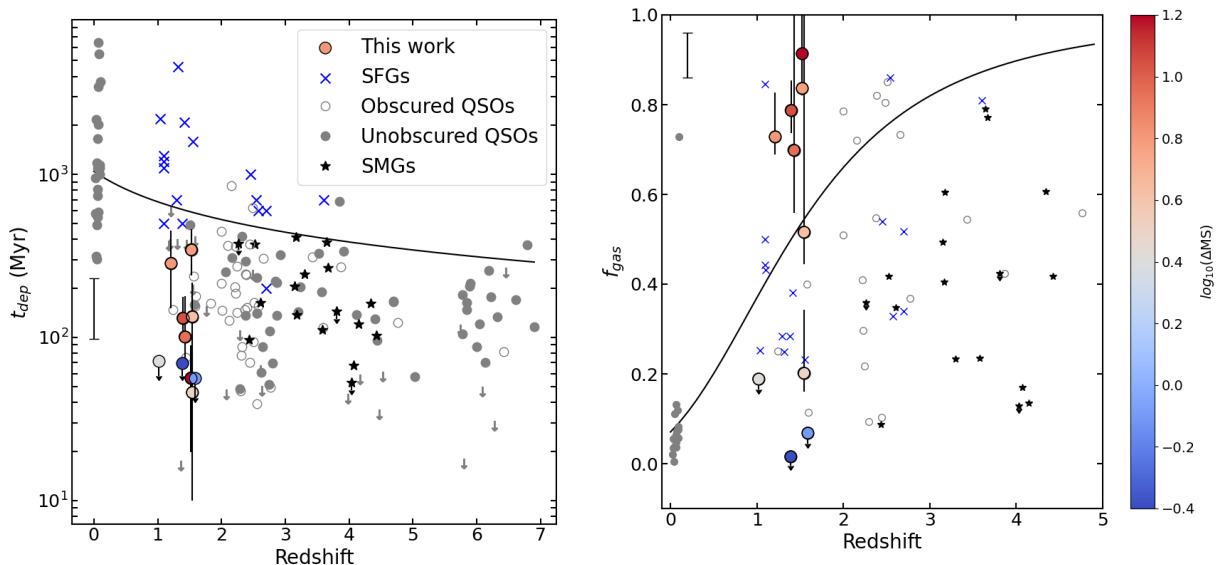 This work
SFGs
Obscured QSOs
Unobscured QSOs
SMGs
10³
10²
10¹
t_dep (Myr)
0 1 2 3 4 5 6 7
Redshift
1.0
0.8
0.6
0.4
0.2
0.0
f_gas
0 1 2 3 4 5
Redshift
1.2
1.0
0.8
0.6
0.4
0.2
0.0
−0.2
−0.4
log₁₀(ΔMS)